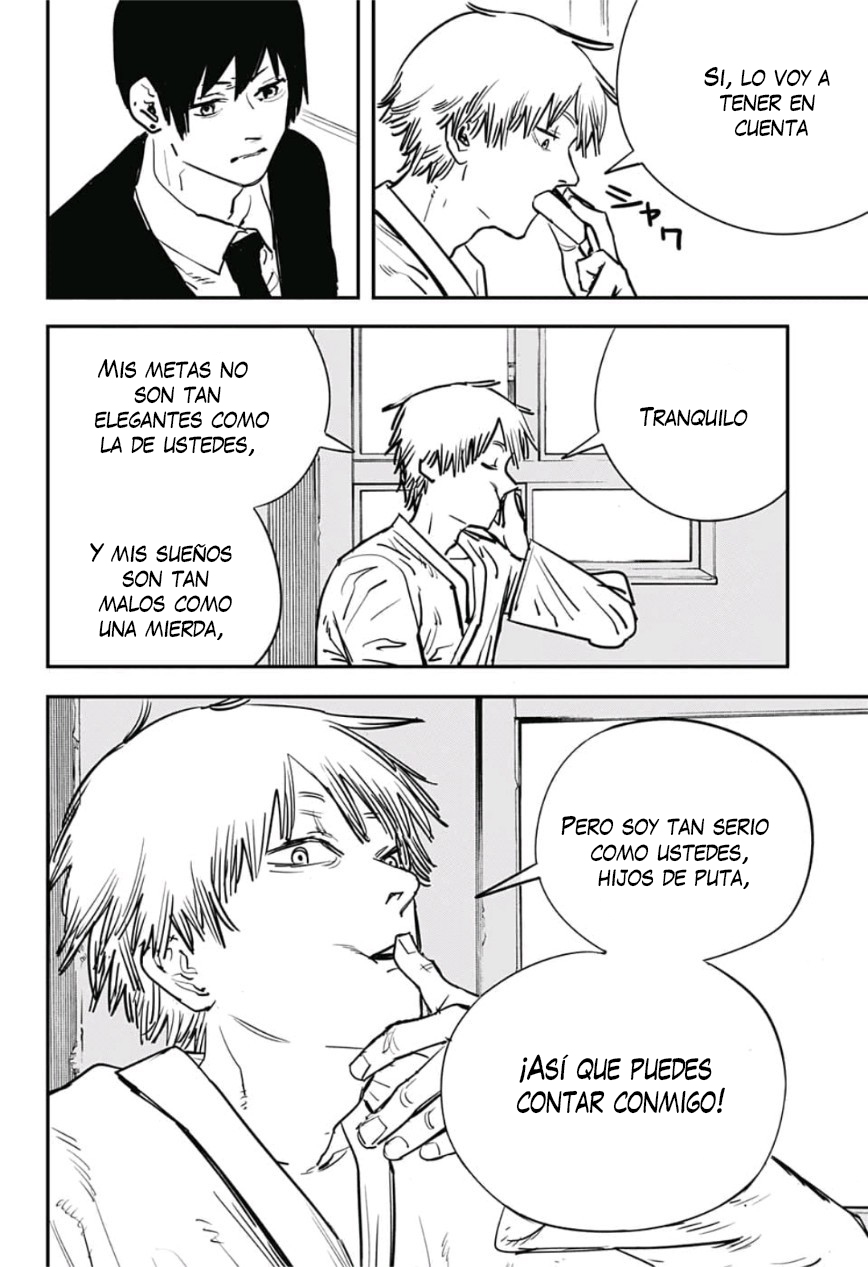 SI, LO VOY A
TENER EN
CUENTA
シャク
TRANQUILO
MIS METAS NO
SON TAN
ELEGANTES COMO
LA DE USTEDES,
Y MIS SUEÑOS
SON TAN
MALOS COMO
UNA MIERDA,
PERO SOY TAN SERIO
COMO USTEDES,
HIJOS DE PUTA,
¡ASÍ QUE PUEDES
CONTAR CONMIGO!